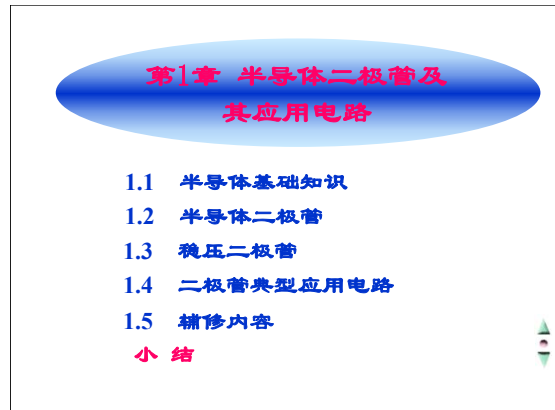 第1章 半导体二极管及
其应用电路
1.1 半导体基础知识
1.2 半导体二极管
1.3 稳压二极管
1.4 二极管典型应用电路
1.5 辅修内容
小 结